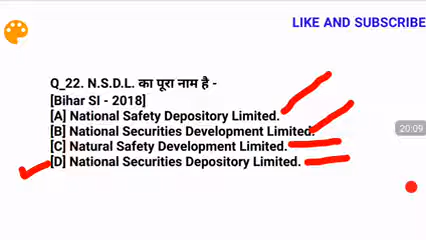 LIKE AND SUBSCRIBE
Q_22. N.S.D.L. का पूरा नाम है -
[Bihar SI - 2018]
[A] National Safety Depository Limited.
[B] National Securities Development Limited.
[C] Natural Safety Development Limited.
[D] National Securities Depository Limited.
20:09